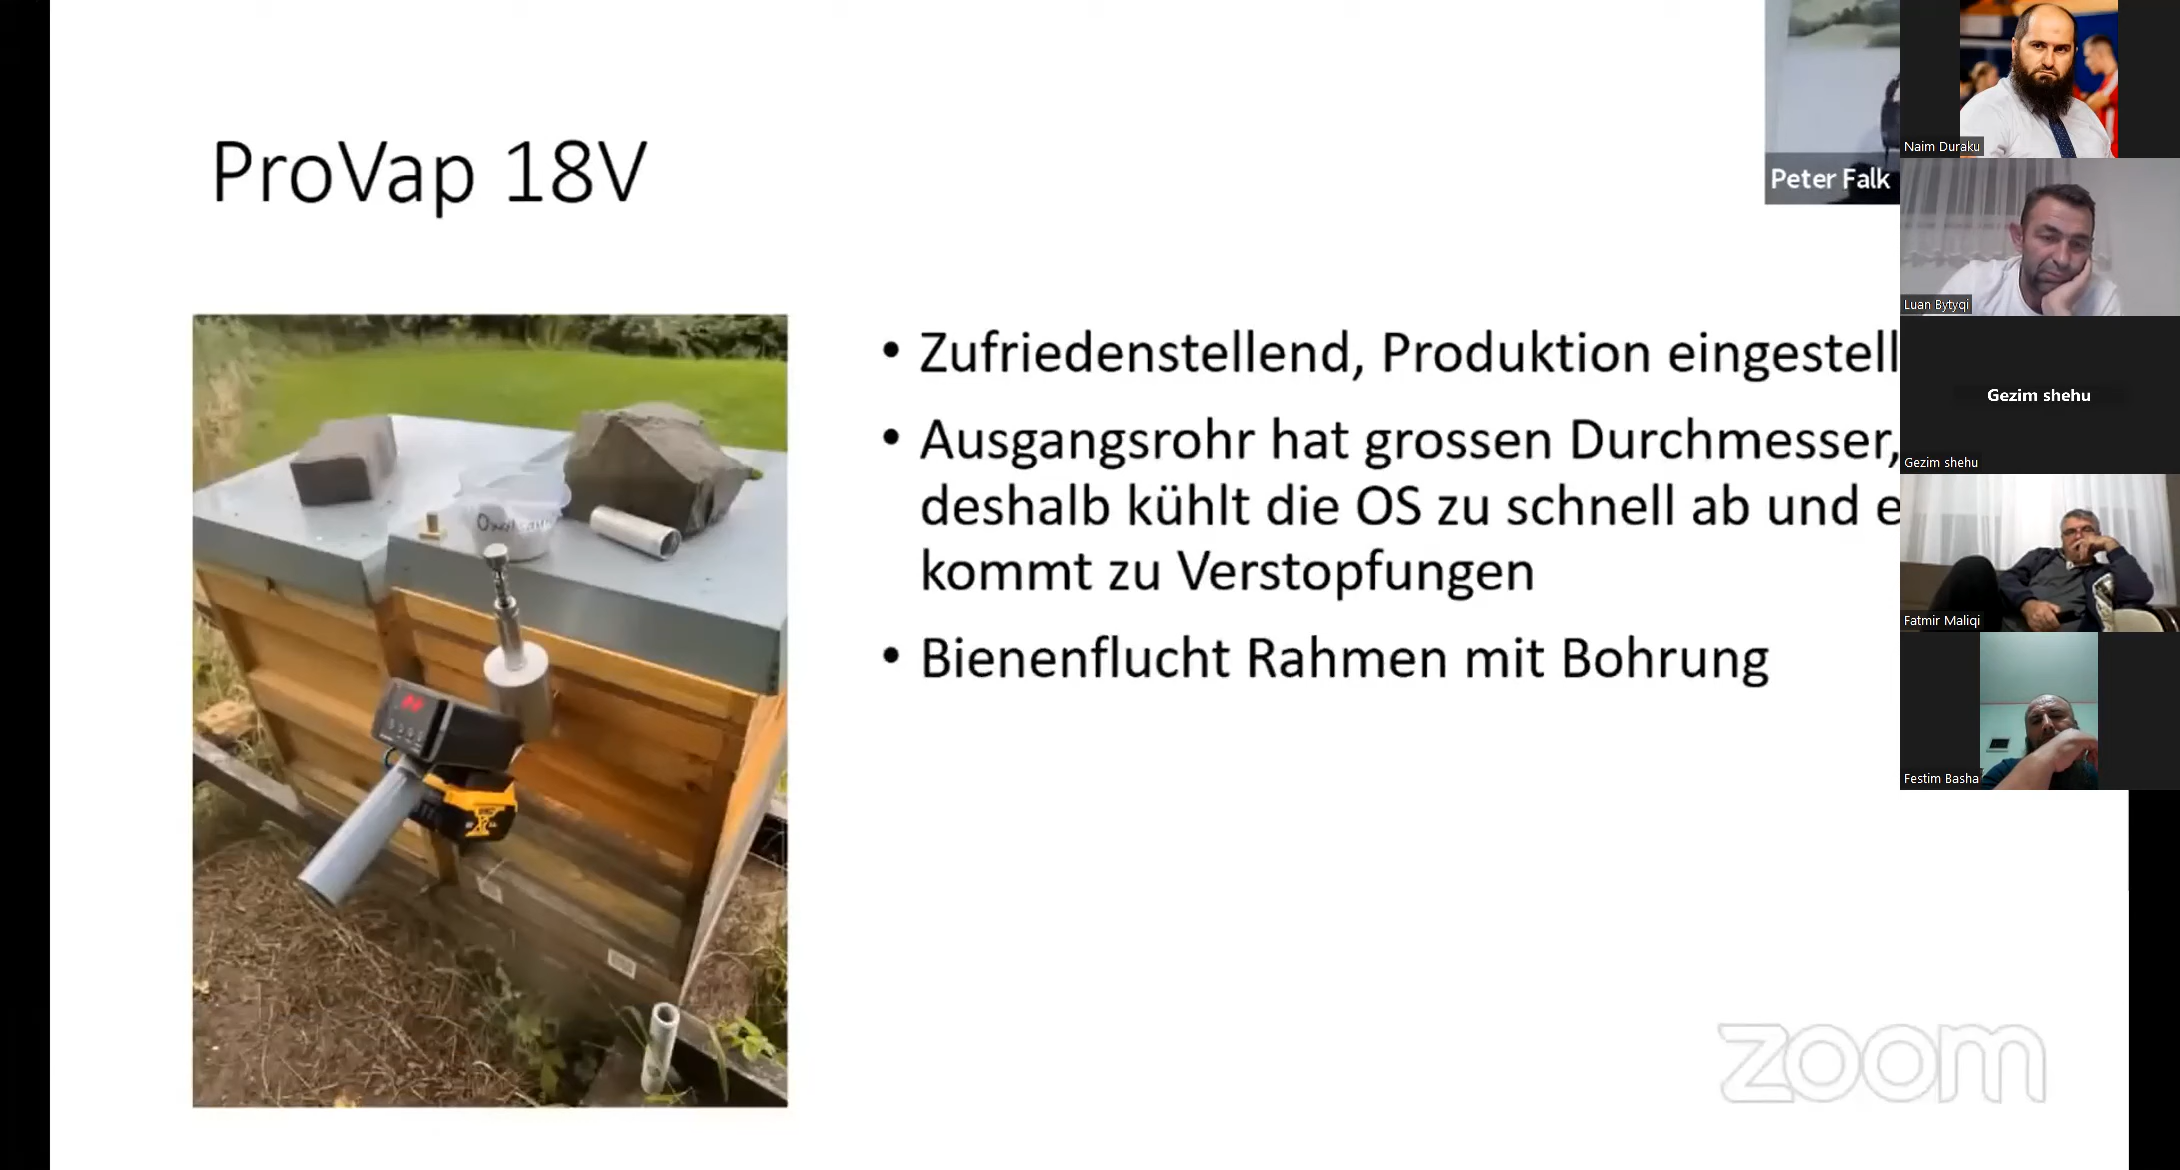 ProVap 18V
• Zufriedenstellend, Produktion eingestell
• Ausgangsrohr hat grossen Durchmesser,
deshalb kühlt die OS zu schnell ab und e
kommt zu Verstopfungen
• Bienenflucht Rahmen mit Bohrung
Peter Falk
Naim Duraku
Luan Bytyqi
Gezim shehu
Gezim shehu
Fatmir Maliqi
Festim Basha
zoom